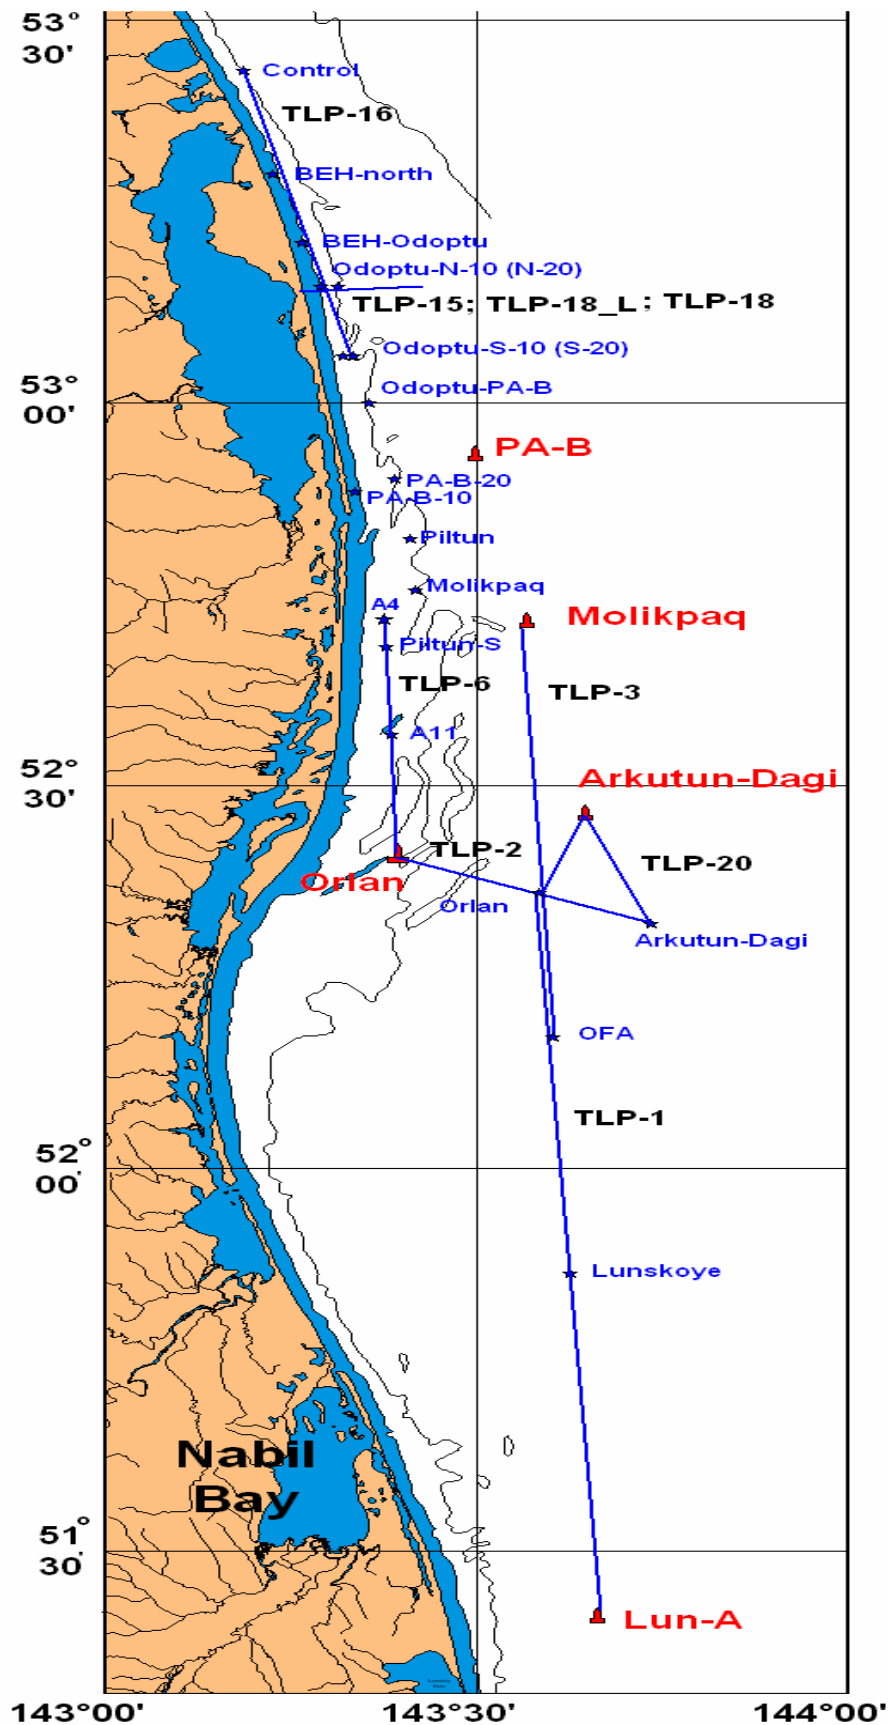 53°
30'
Control
TLP-16
BEH-north
BEH-Odoptu
Odoptu-N-10 (N-20)
TLP-15; TLP-18_L; TLP-18
Odoptu-S-10 (S-20)
53°
00'
Odoptu-PA-B
PA-B
PA-B-20
PA-B-10
Piltun
Molikpaq
A4
Molikpaq
Piltun-S
TLP-6
TLP-3
A11
52°
30'
Arkutun-Dagi
TLP-2
TLP-20
Orlan
Orlan
Arkutun-Dagi
OFA
TLP-1
52°
00'
Lunskoye
Nabil
Bay
51°
30'
Lun-A
143°00'
143°30'
144°00'